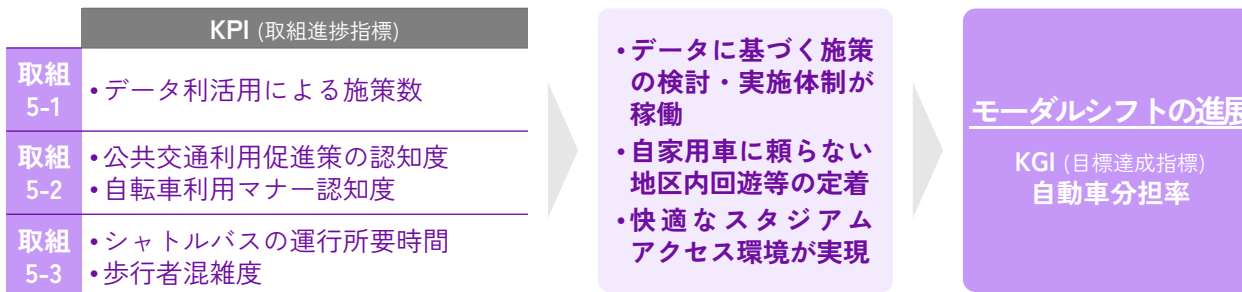 KPI (取組進捗指標)
取組
5-1
•データ利活用による施策数
取組
5-2
•公共交通利用促進策の認知度
•自転車利用マナー認知度
取組
5-3
•シャトルバスの運行所要時間
•歩行者混雑度
•データに基づく施策
の検討・実施体制が
稼働
•自家用車に頼らない
地区内回遊等の定着
•快適なスタジアム
アクセス環境が実現
モーダルシフトの進展
KGI (目標達成指標)
自動車分担率